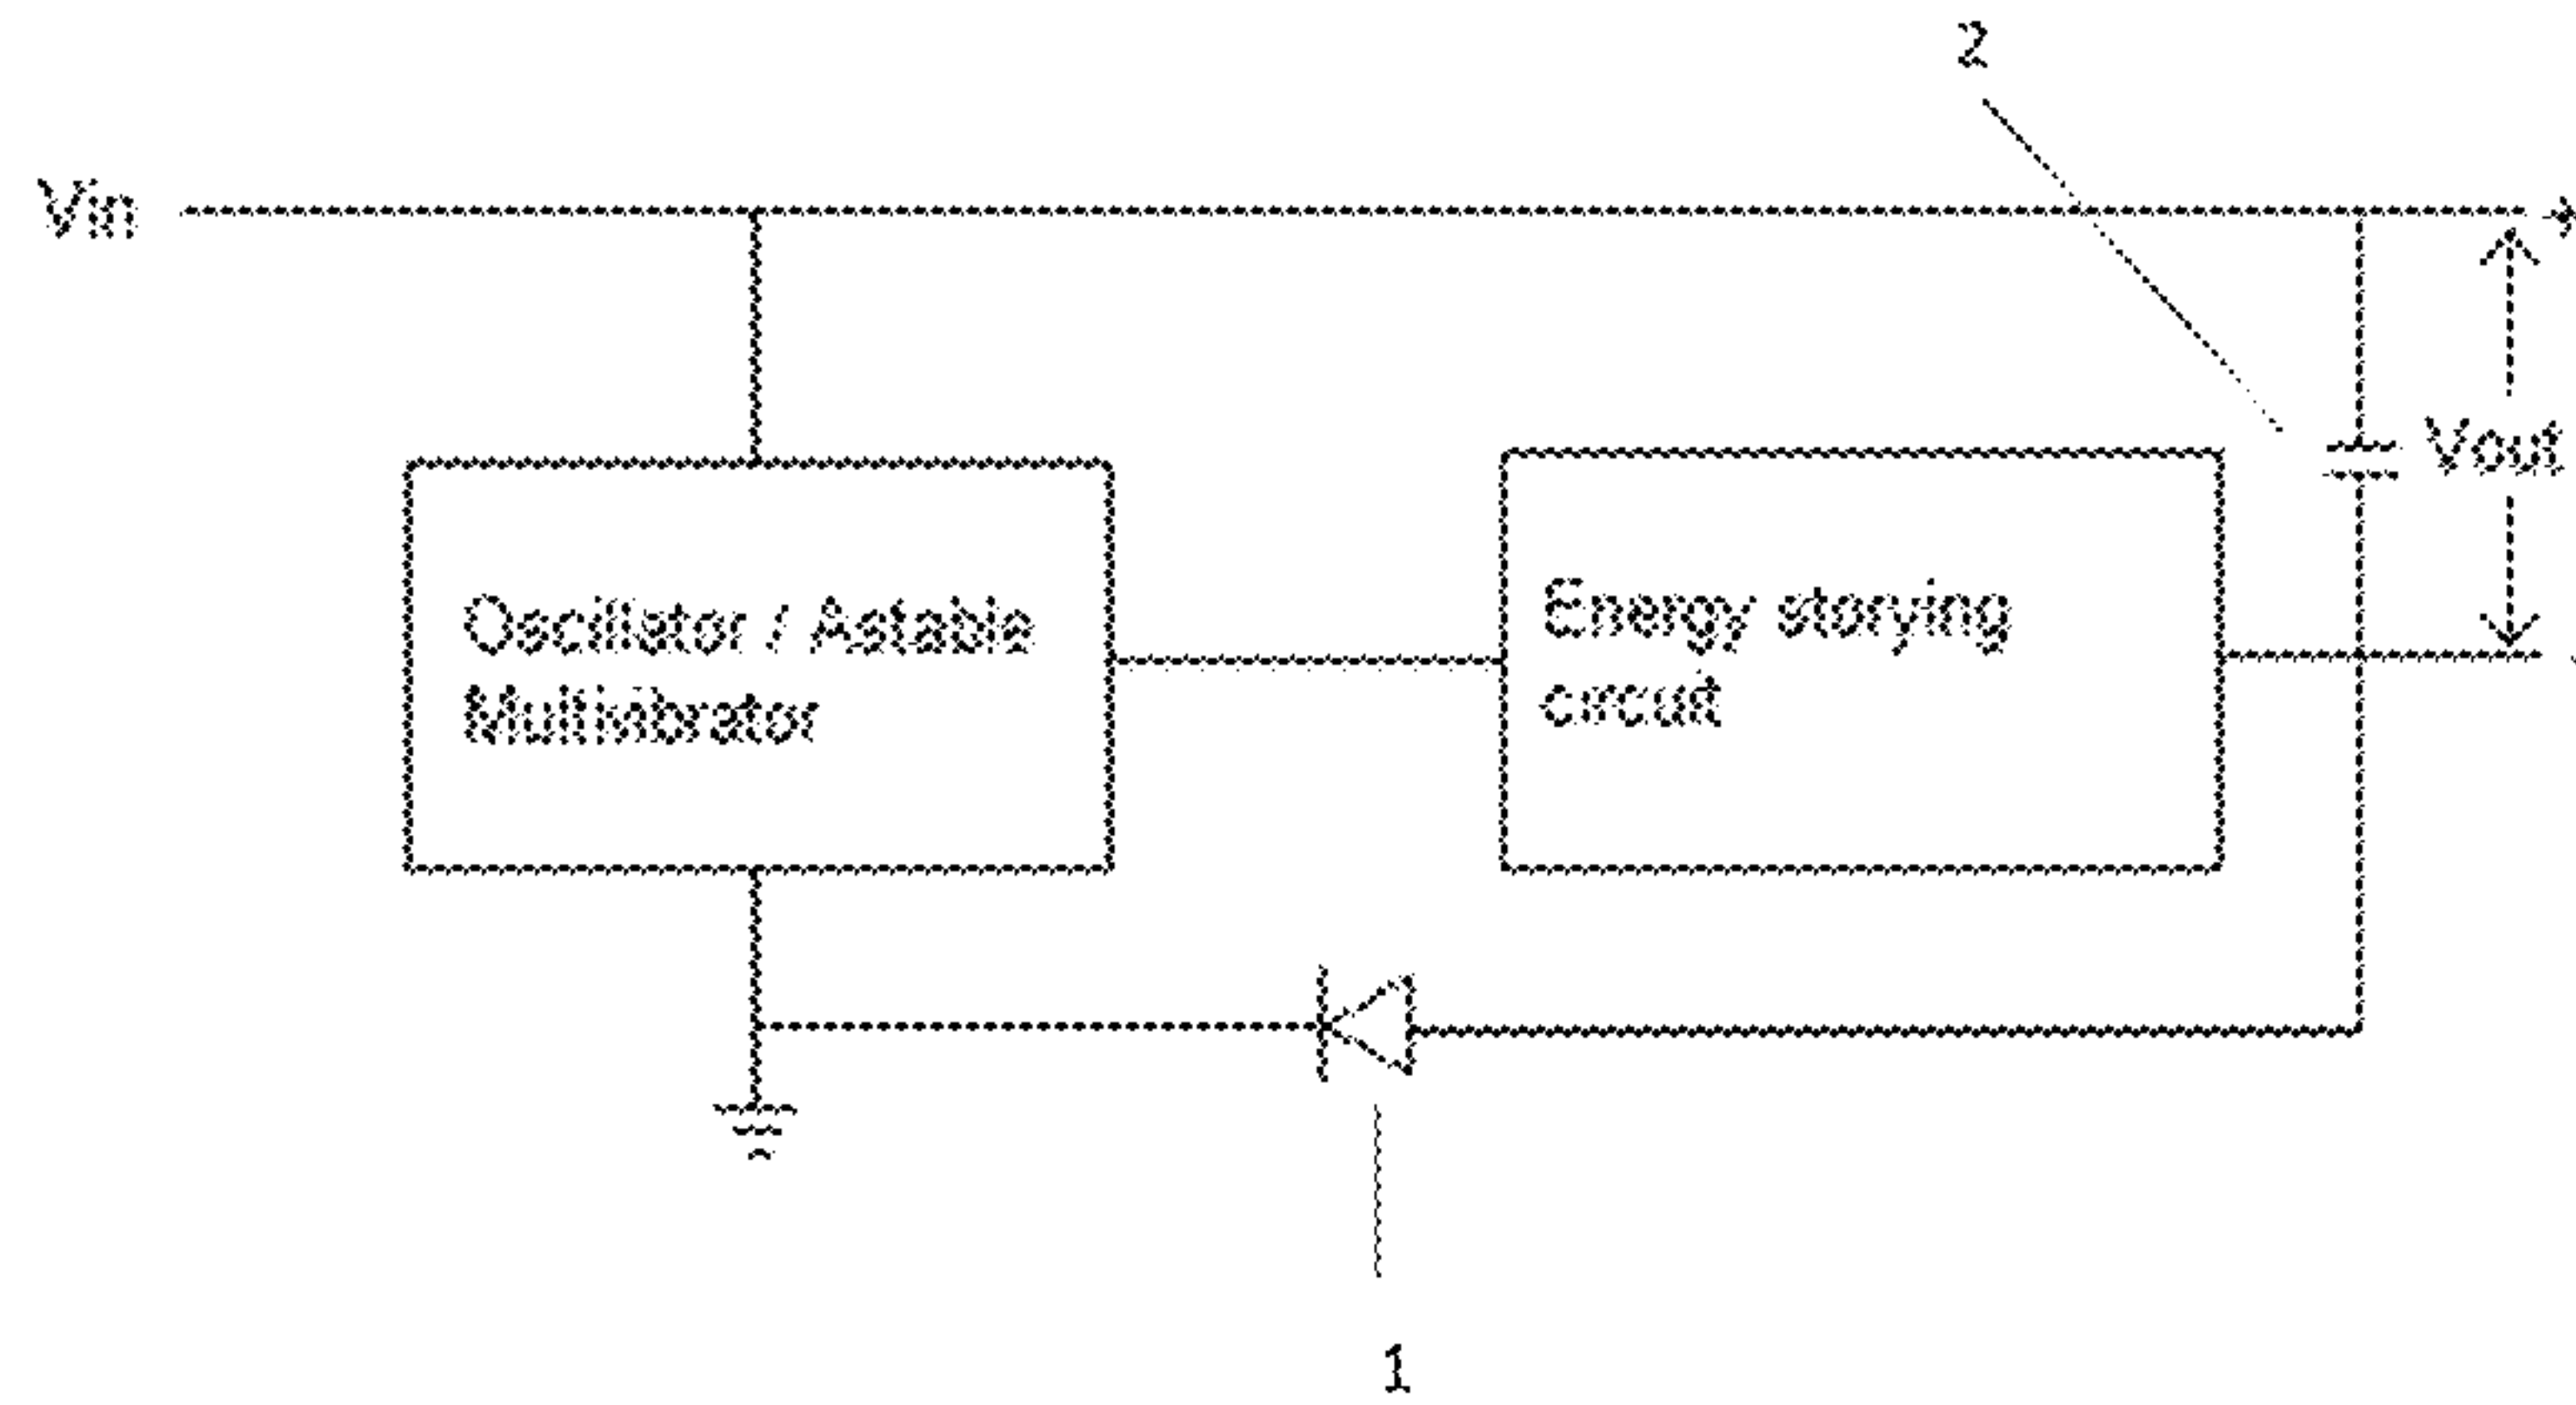 2
Vin
Vout
Oscillator / Astable
Multivibrator
Energy storying
circuit
1